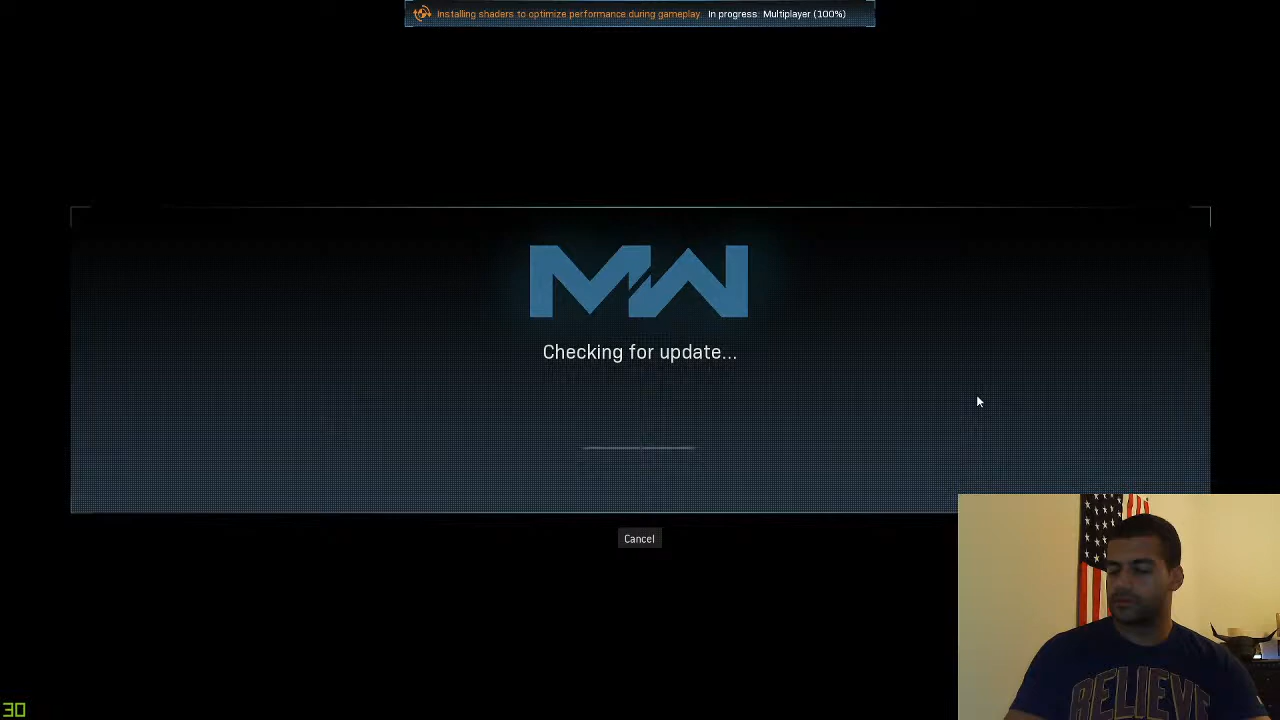 Installing shaders to optimize performance during gameplay In progress: Multiplayer (100%)
MW
Checking for update...
Cancel
BELIEVE
30